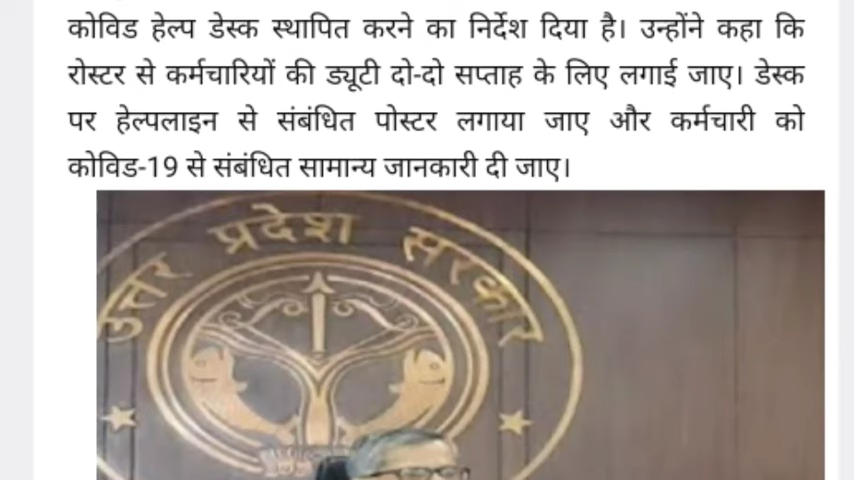 कोविड हेल्प डेस्क स्थापित करने का निर्देश दिया है। उन्होंने कहा कि
रोस्टर से कर्मचारियों की ड्यूटी दो-दो सप्ताह के लिए लगाई जाए। डेस्क
पर हेल्पलाइन से संबंधित पोस्टर लगाया जाए और कर्मचारी को
कोविड-19 से संबंधित सामान्य जानकारी दी जाए।
उत्तर प्रदेश सरकार